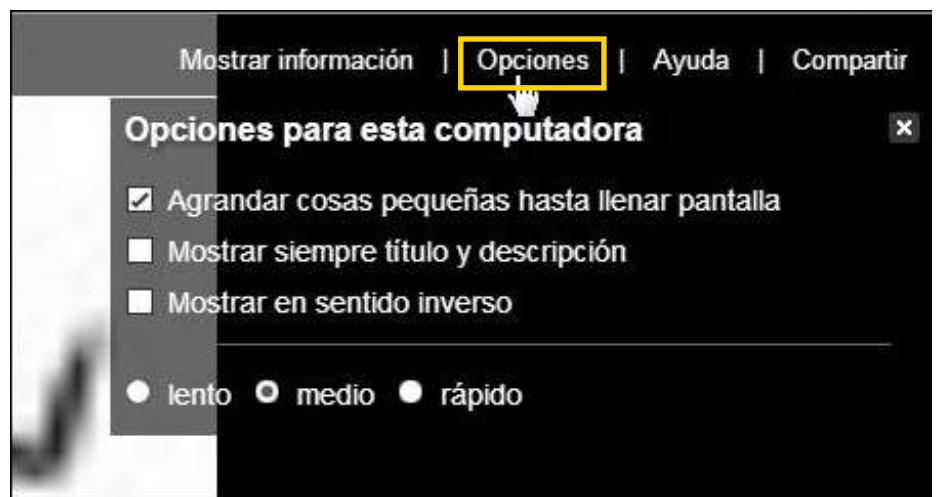 Mostrar información | Opciones | Ayuda | Compartir
Opciones para esta computadora
Agrandar cosas pequeñas hasta llenar pantalla
Mostrar siempre título y descripción
Mostrar en sentido inverso
lento medio rápido